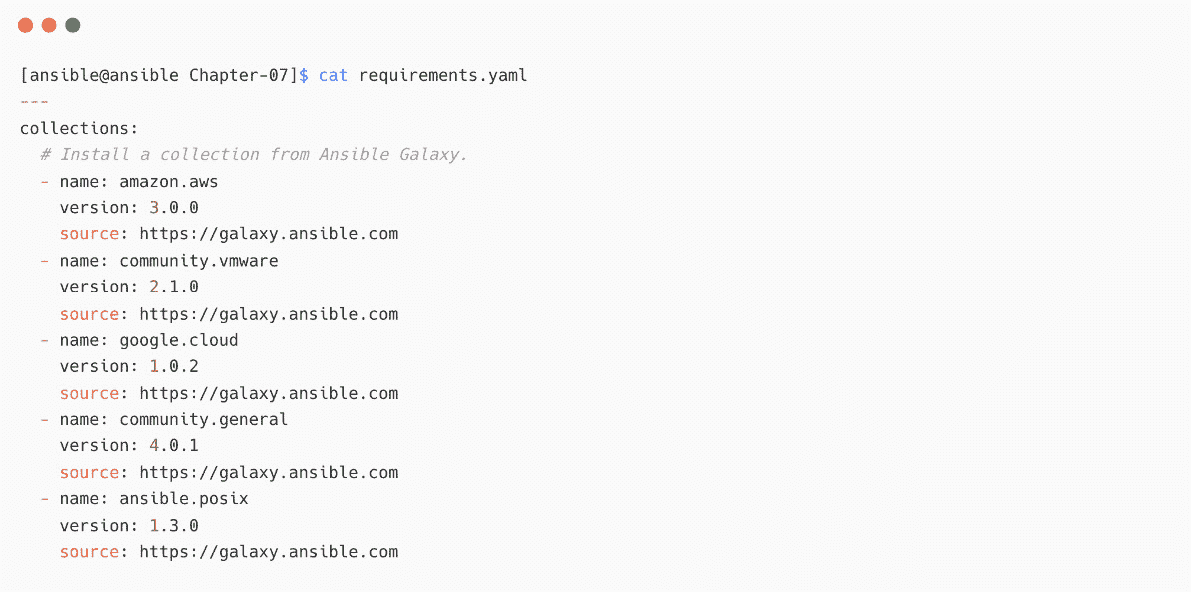 [ansible@ansible Chapter-07]$ cat requirements.yaml
---
collections:
  # Install a collection from Ansible Galaxy.
  - name: amazon.aws
    version: 3.0.0
    source: https://galaxy.ansible.com
  - name: community.vmware
    version: 2.1.0
    source: https://galaxy.ansible.com
  - name: google.cloud
    version: 1.0.2
    source: https://galaxy.ansible.com
  - name: community.general
    version: 4.0.1
    source: https://galaxy.ansible.com
  - name: ansible.posix
    version: 1.3.0
    source: https://galaxy.ansible.com